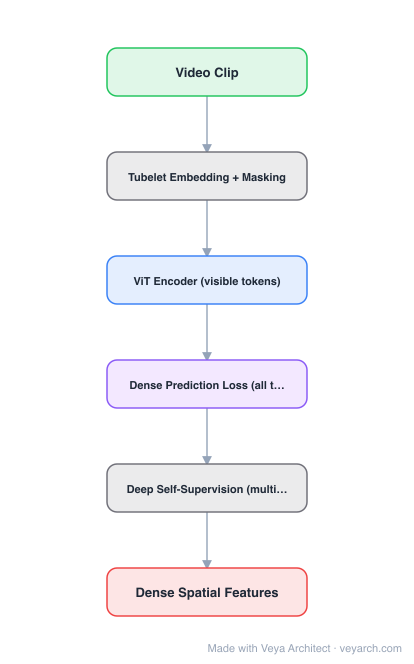 Video Clip
Tubelet Embedding + Masking
ViT Encoder (visible tokens)
Dense Prediction Loss (all t…
Deep Self-Supervision (multi…
Dense Spatial Features
Made with Veya Architect · veyarch.com